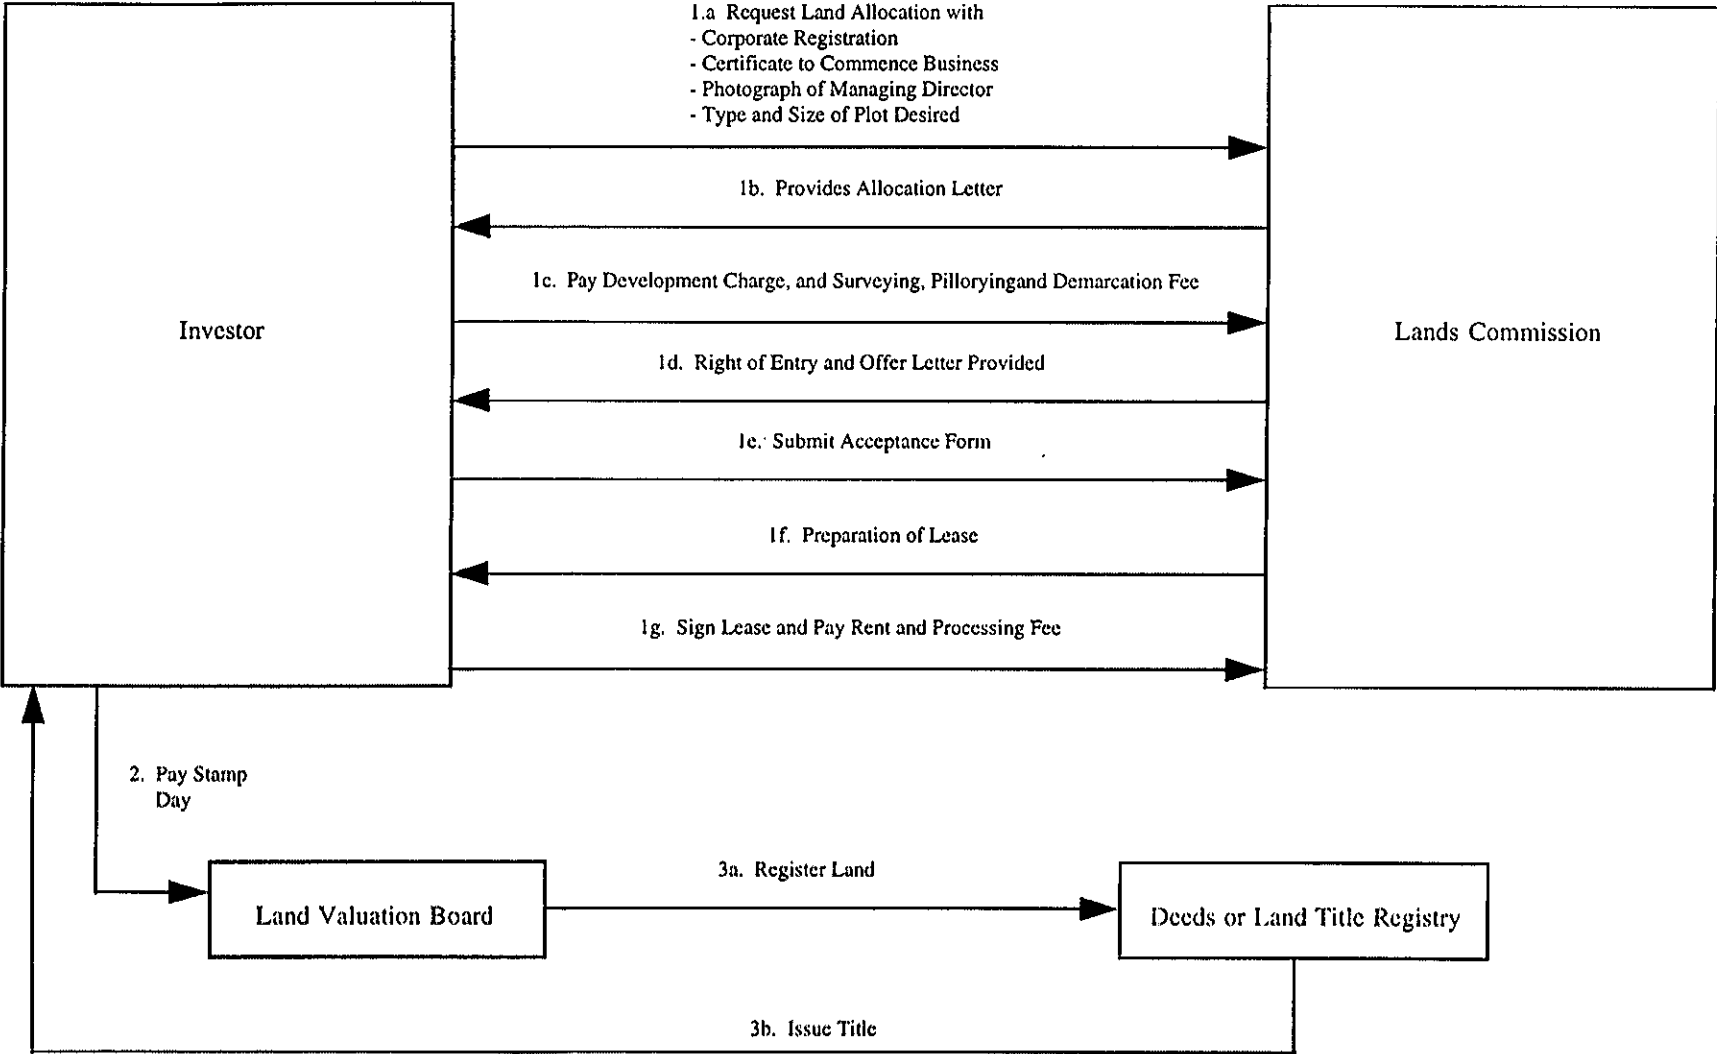 1.a Request Land Allocation with
- Corporate Registration
- Certificate to Commence Business
- Photograph of Managing Director
- Type and Size of Plot Desired
1b. Provides Allocation Letter
1c. Pay Development Charge, and Surveying, Pilloryingand Demarcation Fee
Investor
Lands Commission
1d. Right of Entry and Offer Letter Provided
1e. Submit Acceptance Form
1f. Preparation of Lease
1g. Sign Lease and Pay Rent and Processing Fee
2. Pay Stamp
Day
3a. Register Land
Land Valuation Board
Deeds or Land Title Registry
3b. Issue Title